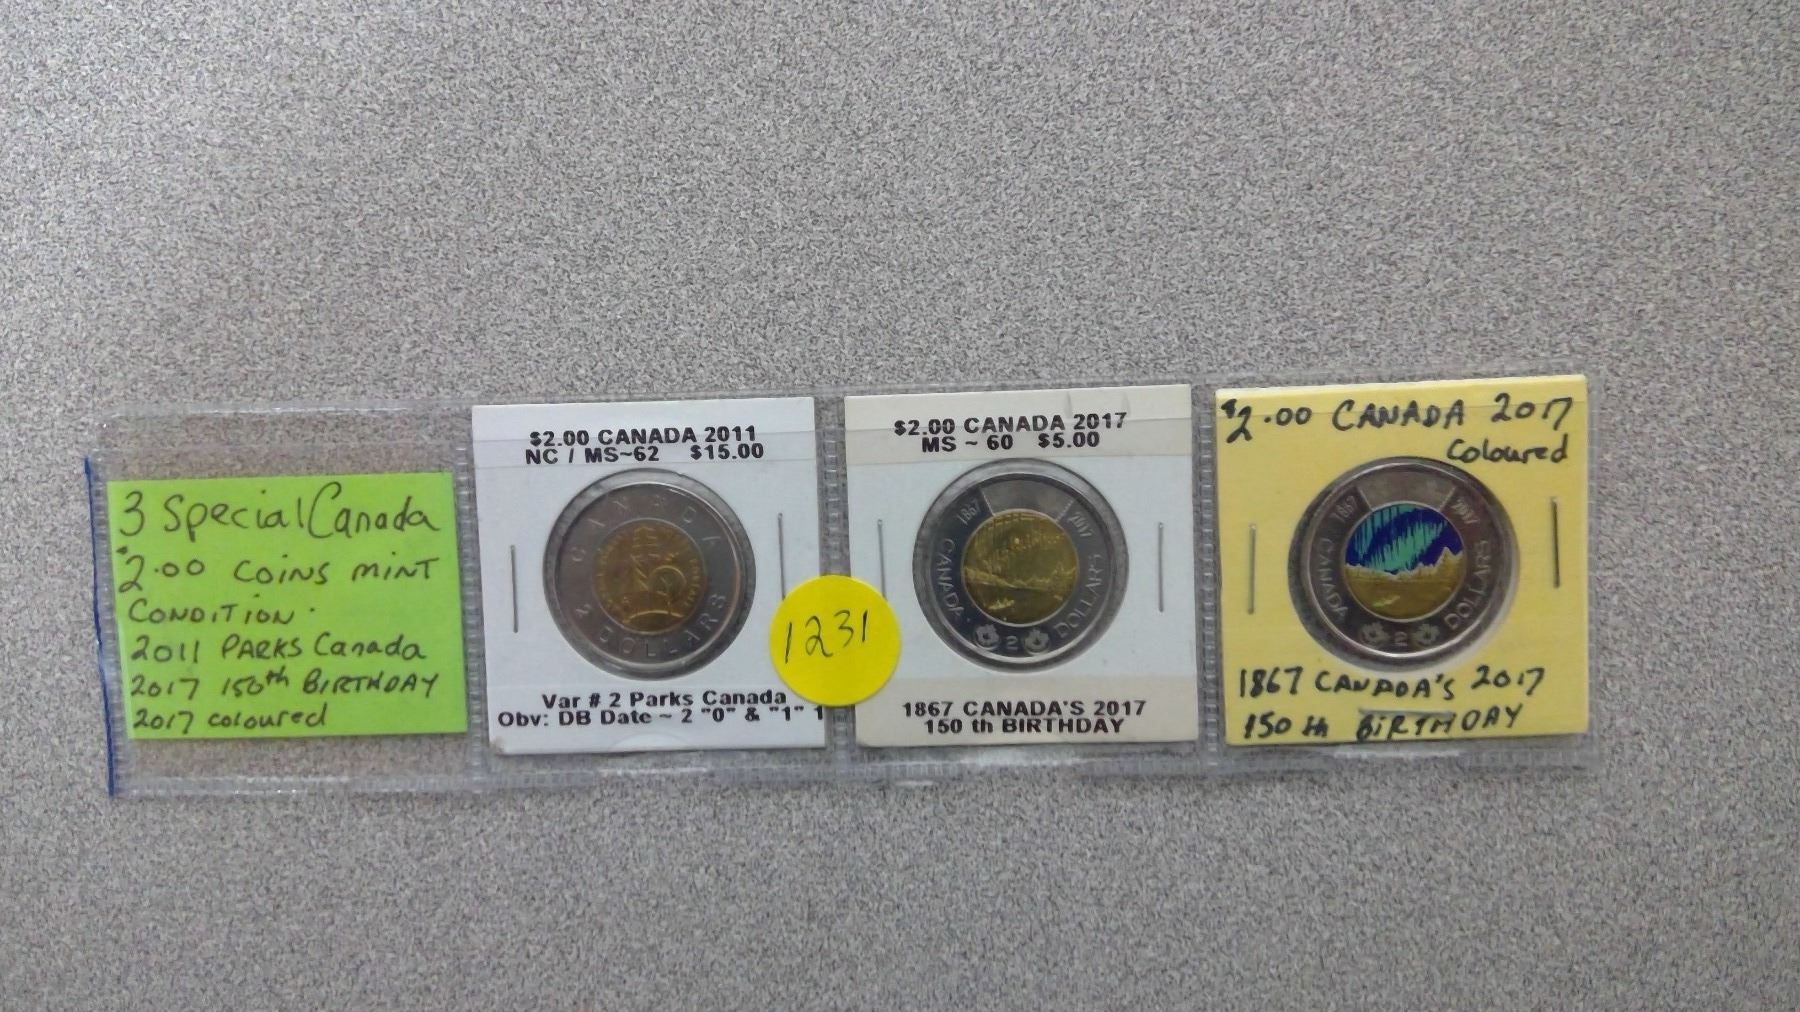 3 Special Canada
$2.00 COINS MINT
CONDITION.
2011 PARKS Canada
2017 150th BIRTHDAY
2017 coloured
$2.00 CANADA 2011
NC / MS~62 $15.00
CANADA
2 DOLLARS
Var # 2 Parks Canada
Obv: DB Date ~ 2 "0" & "1" 1
1231
$2.00 CANADA 2017
MS ~ 60 $5.00
1867 2017
CANADA 2 DOLLARS
1867 CANADA'S 2017
150 th BIRTHDAY
$2.00 CANADA 2017
Coloured
1867 2017
CANADA 2 DOLLARS
1867 CANADA'S 2017
150 th BIRTHDAY